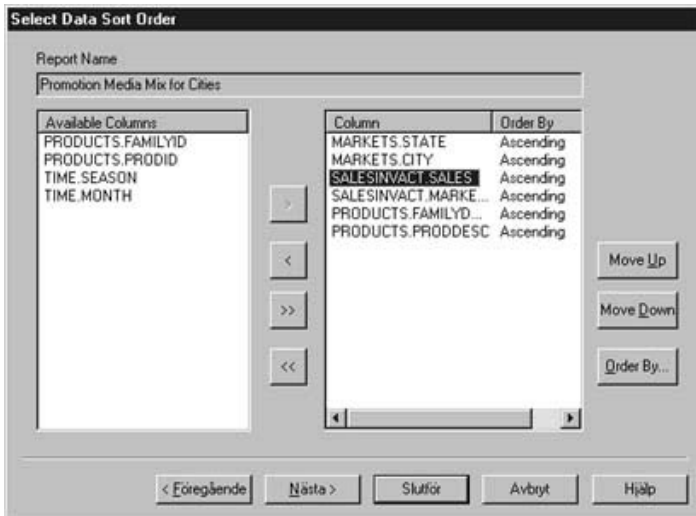 Select Data Sort Order
Report Name
Promotion Media Mix for Cities
Available Columns
PRODUCTS.FAMILYID
PRODUCTS.PRODID
TIME.SEASON
TIME.MONTH
>
<
>>
<<
Column Order By
MARKETS.STATE Ascending
MARKETS.CITY Ascending
SALESINVACT.SALES Ascending
SALESINVACT.MARKE... Ascending
PRODUCTS.FAMILYD... Ascending
PRODUCTS.PRODDESC Ascending
Move Up
Move Down
Order By...
< Föregående
Nästa >
Slutför
Avbryt
Hjälp